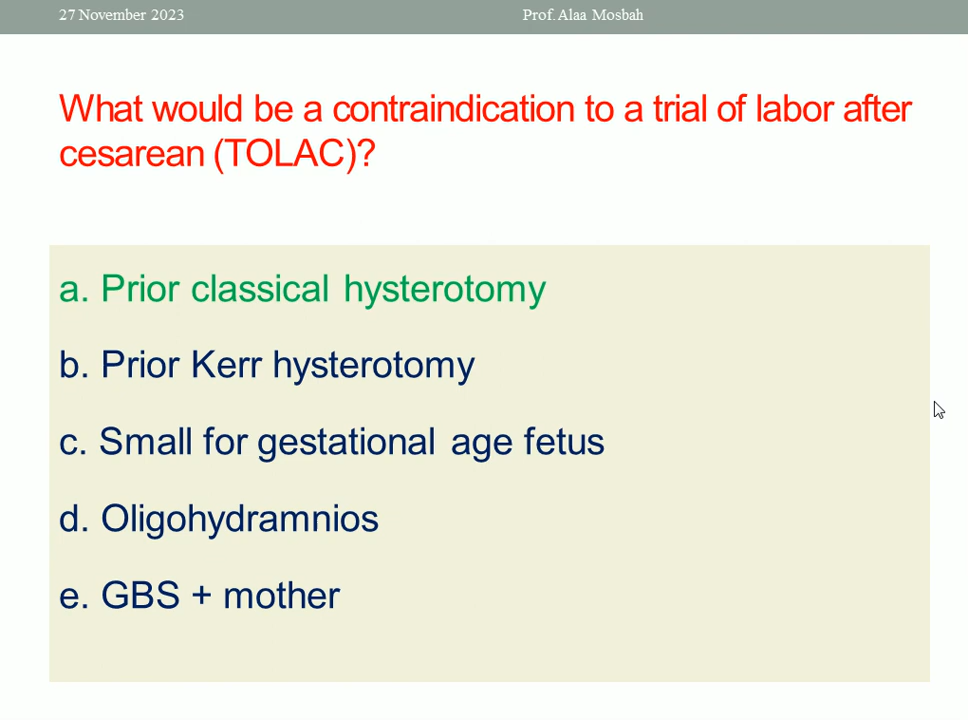 27 November 2023 Prof. Alaa Mosbah
What would be a contraindication to a trial of labor after
cesarean (TOLAC)?
a. Prior classical hysterotomy
b. Prior Kerr hysterotomy
c. Small for gestational age fetus
d. Oligohydramnios
e. GBS + mother